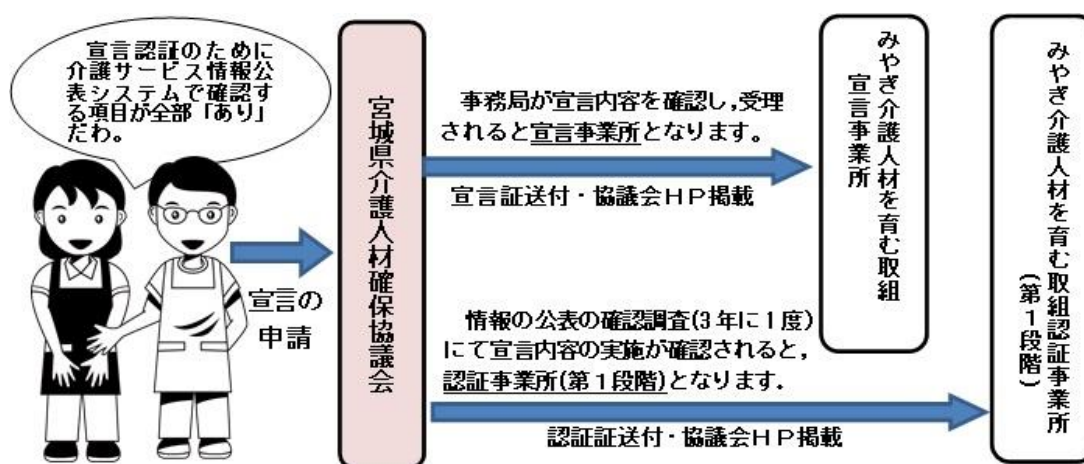 宣言認証のために
介護サービス情報公
表システムで確認す
る項目が全部「あり」
だわ。
宣言の
申請
宮城県介護人材確保協議会
事務局が宣言内容を確認し,受理
されると宣言事業所となります。
宣言証送付・協議会ＨＰ掲載
みやぎ介護人材を育む取組
宣言事業所
情報の公表の確認調査(３年に１度)
にて宣言内容の実施が確認されると,
認証事業所(第１段階)となります。
認証証送付・協議会ＨＰ掲載
みやぎ介護人材を育む取組認証事業所
(第１段階)